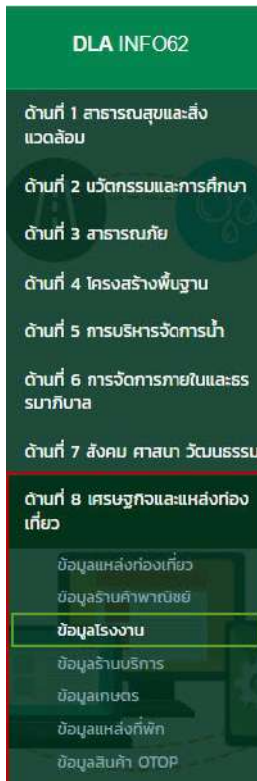 DLA INFO62
ด้านที่ 1 สาธารณสุขและสิ่ง
แวดล้อม
ด้านที่ 2 นวัตกรรมและการศึกษา
ด้านที่ 3 สาธารณภัย
ด้านที่ 4 โครงสร้างพื้นฐาน
ด้านที่ 5 การบริหารจัดการน้ำ
ด้านที่ 6 การจัดการภายในและธร
รมาภิบาล
ด้านที่ 7 สังคม ศาสนา วัฒนธรรม
ด้านที่ 8 เศรษฐกิจและแหล่งท่อง
เที่ยว
ข้อมูลแหล่งท่องเที่ยว
ข้อมูลร้านค้าพาณิชย์
ข้อมูลโรงงาน
ข้อมูลร้านบริการ
ข้อมูลเกษตร
ข้อมูลแหล่งที่พัก
ข้อมูลสินค้า OTOP